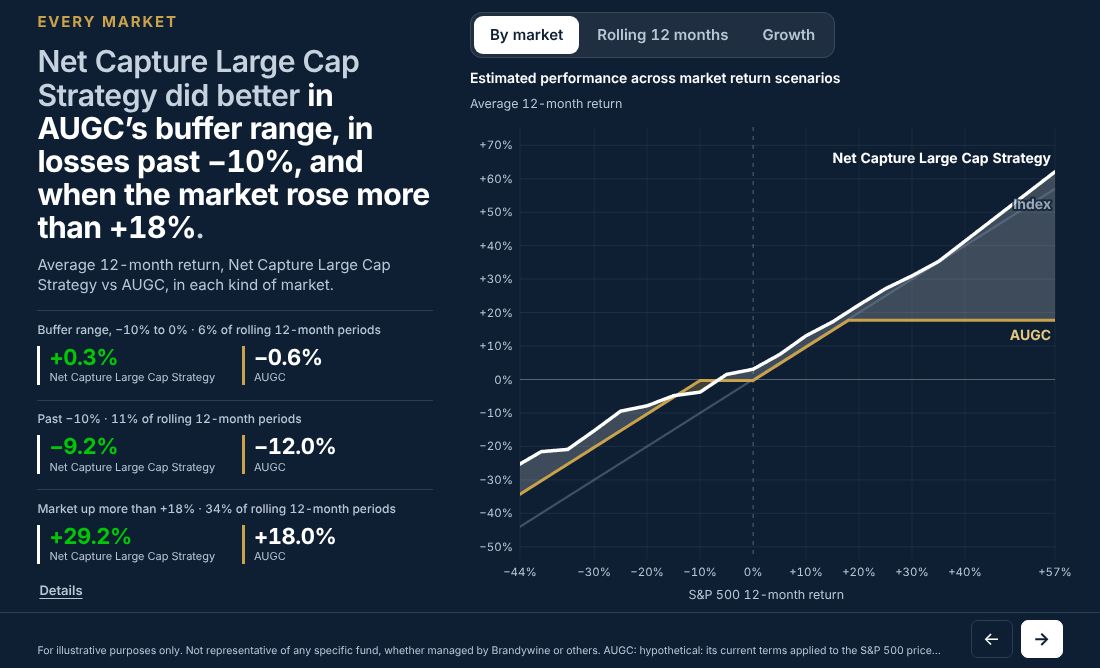 EVERY MARKET
Net Capture Large Cap
Strategy did better in
AUGC’s buffer range, in
losses past −10%, and
when the market rose more
than +18%.
Average 12-month return, Net Capture Large Cap
Strategy vs AUGC, in each kind of market.
Buffer range, −10% to 0% · 6% of rolling 12-month periods
+0.3%
Net Capture Large Cap Strategy
−0.6%
AUGC
Past −10% · 11% of rolling 12-month periods
−9.2%
Net Capture Large Cap Strategy
−12.0%
AUGC
Market up more than +18% · 34% of rolling 12-month periods
+29.2%
Net Capture Large Cap Strategy
+18.0%
AUGC
Details
By market Rolling 12 months Growth
Estimated performance across market return scenarios
Average 12-month return
+70%
+60%
+50%
+40%
+30%
+20%
+10%
0%
−10%
−20%
−30%
−40%
−50%
Net Capture Large Cap Strategy
Index
AUGC
−44% −30% −20% −10% 0% +10% +20% +30% +40% +57%
S&P 500 12-month return
For illustrative purposes only. Not representative of any specific fund, whether managed by Brandywine or others. AUGC: hypothetical: its current terms applied to the S&P 500 price…